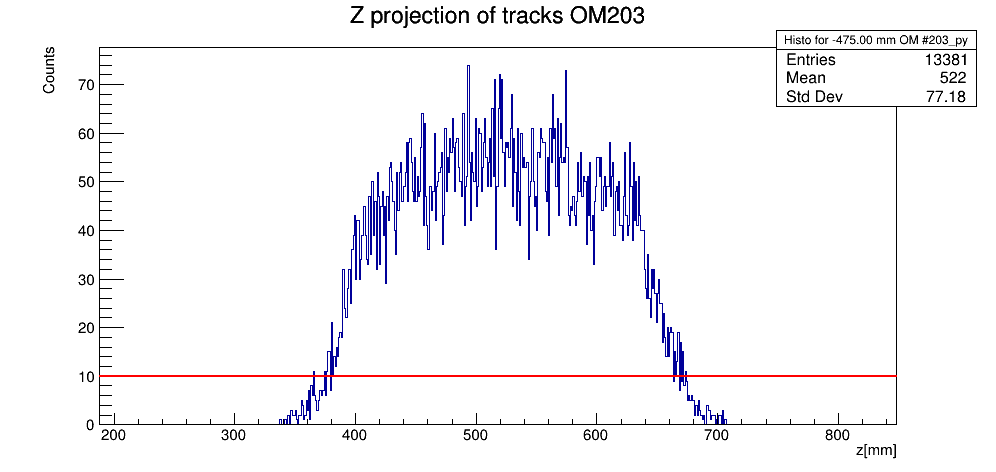 Z projection of tracks OM203
Histo for -475.00 mm OM #203_py
Entries 13381
Mean 522
Std Dev 77.18
Counts
70
60
50
40
30
20
10
0
200 300 400 500 600 700 800
z[mm]